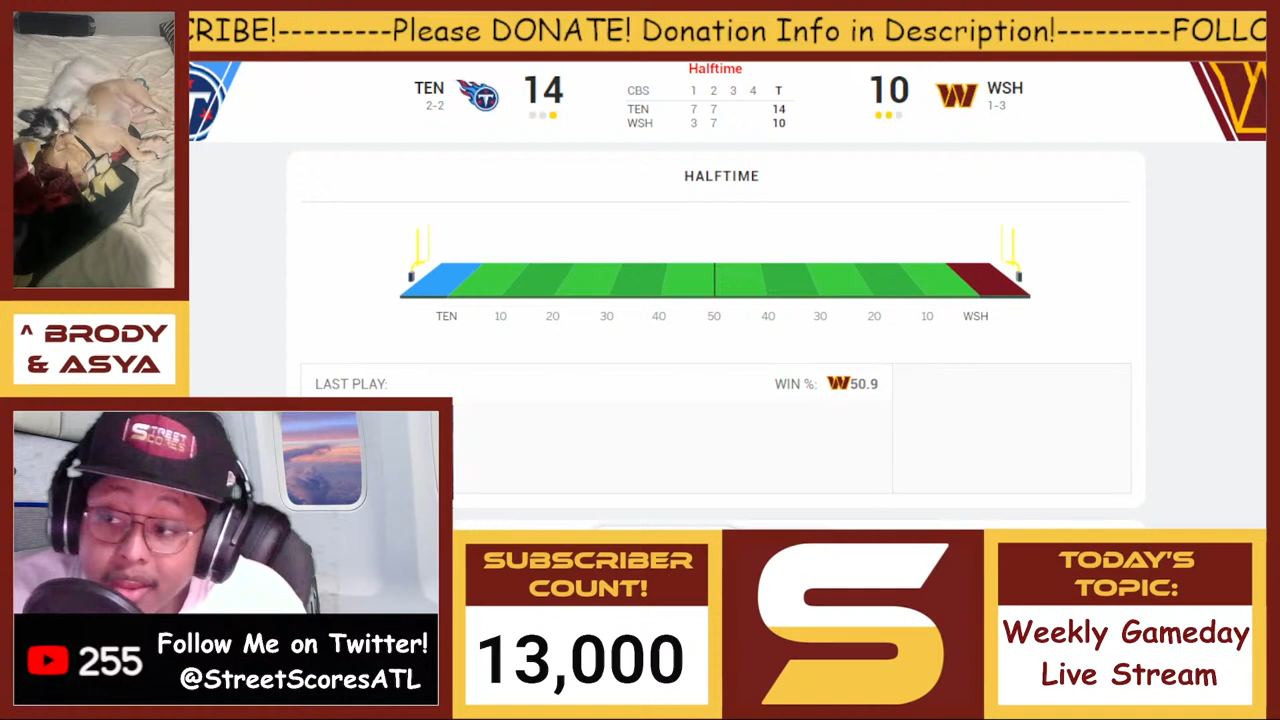 CRIBE!---------Please DONATE! Donation Info in Description!---------FOLLO
TEN
2-2
14
Halftime
CBS 1 2 3 4 T
TEN 7 7 14
WSH 3 7 10
10
WSH
1-3
HALFTIME
TEN 10 20 30 40 50 40 30 20 10 WSH
LAST PLAY:
WIN %: 50.9
^ BRODY
& ASYA
STREET
SCORES
255
Follow Me on Twitter!
@StreetScoresATL
SUBSCRIBER
COUNT!
13,000
TODAY'S
TOPIC:
Weekly Gameday
Live Stream